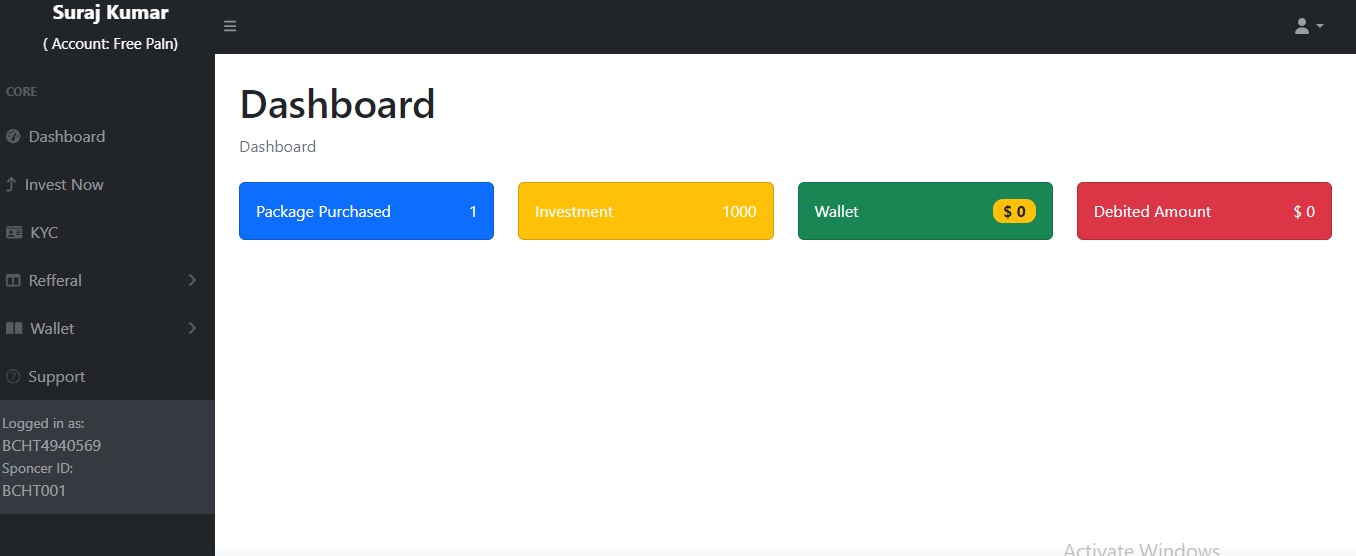 Suraj Kumar
( Account: Free Paln)
CORE
Dashboard
Invest Now
KYC
Refferal
Wallet
Support
Logged in as:
BCHT4940569
Sponcer ID:
BCHT001
Dashboard
Dashboard
Package Purchased 1
Investment 1000
Wallet $ 0
Debited Amount $ 0
Activate Windows